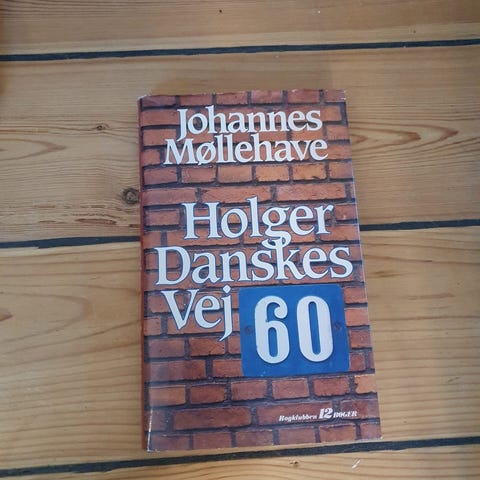 Johannes
Møllehave
Holger
Danskes
Vej
60
Bogklubben 12 BØGER